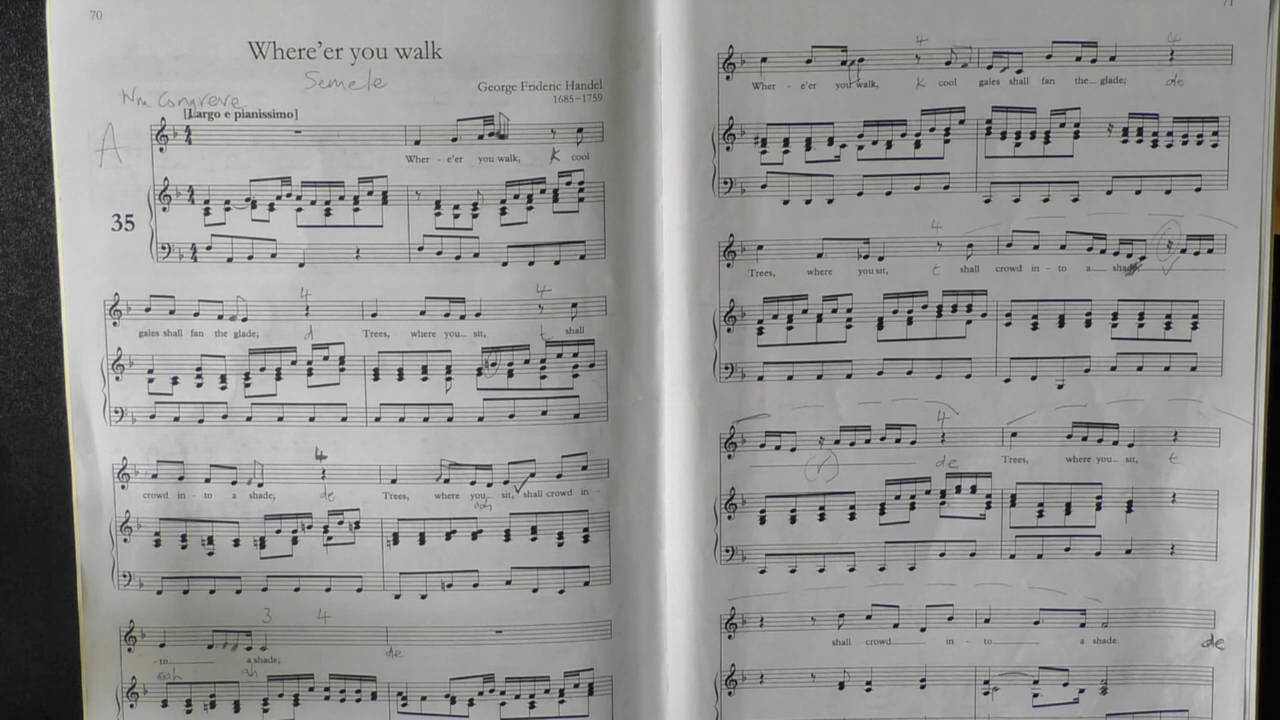 70
Where'er you walk
Semele
George Frideric Handel
1685–1759
Wm Congreve
[Largo e pianissimo]
A
Wher - e'er you walk, K cool
35
4 4
gales shall fan the glade; d Trees, where you sit, t shall
4
crowd in - to a shade; de Trees, where you sit, shall crowd in -
ooh
3 4
- to a shade; de
ooh ah
71
4 4
Wher - e'er you walk, K cool gales shall fan the glade; de
4
Trees, where you sit, t shall crowd in - to a shade
4
de Trees, where you sit, t
shall crowd in - to a shade. de